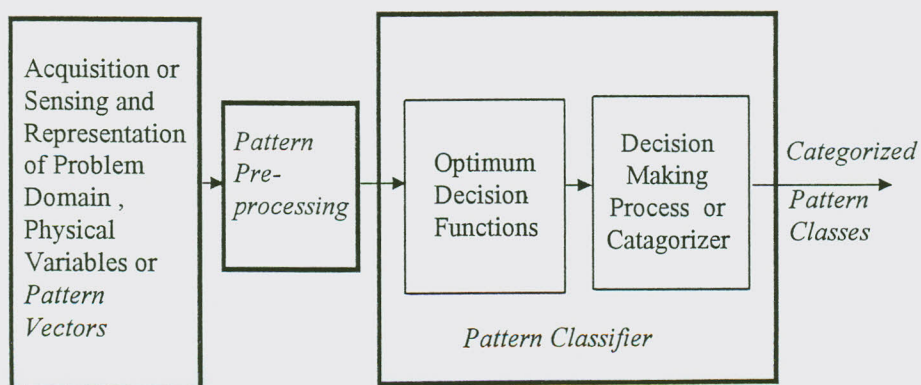 Acquisition or
Sensing and
Representation
of Problem
Domain ,
Physical
Variables or
Pattern
Vectors
Pattern
Pre-
processing
Optimum
Decision
Functions
Decision
Making
Process or
Catagorizer
Pattern Classifier
Categorized
Pattern
Classes